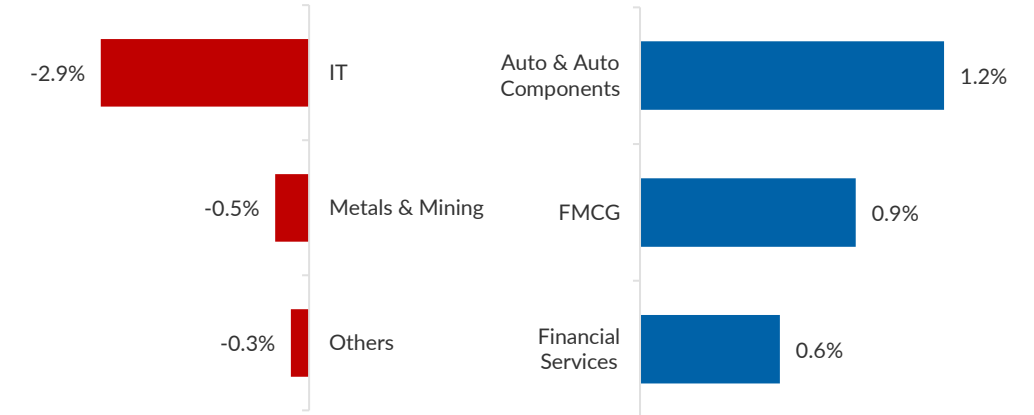 -2.9%
IT
-0.5%
Metals & Mining
-0.3%
Others
Auto & Auto
Components
1.2%
FMCG
0.9%
Financial
Services
0.6%